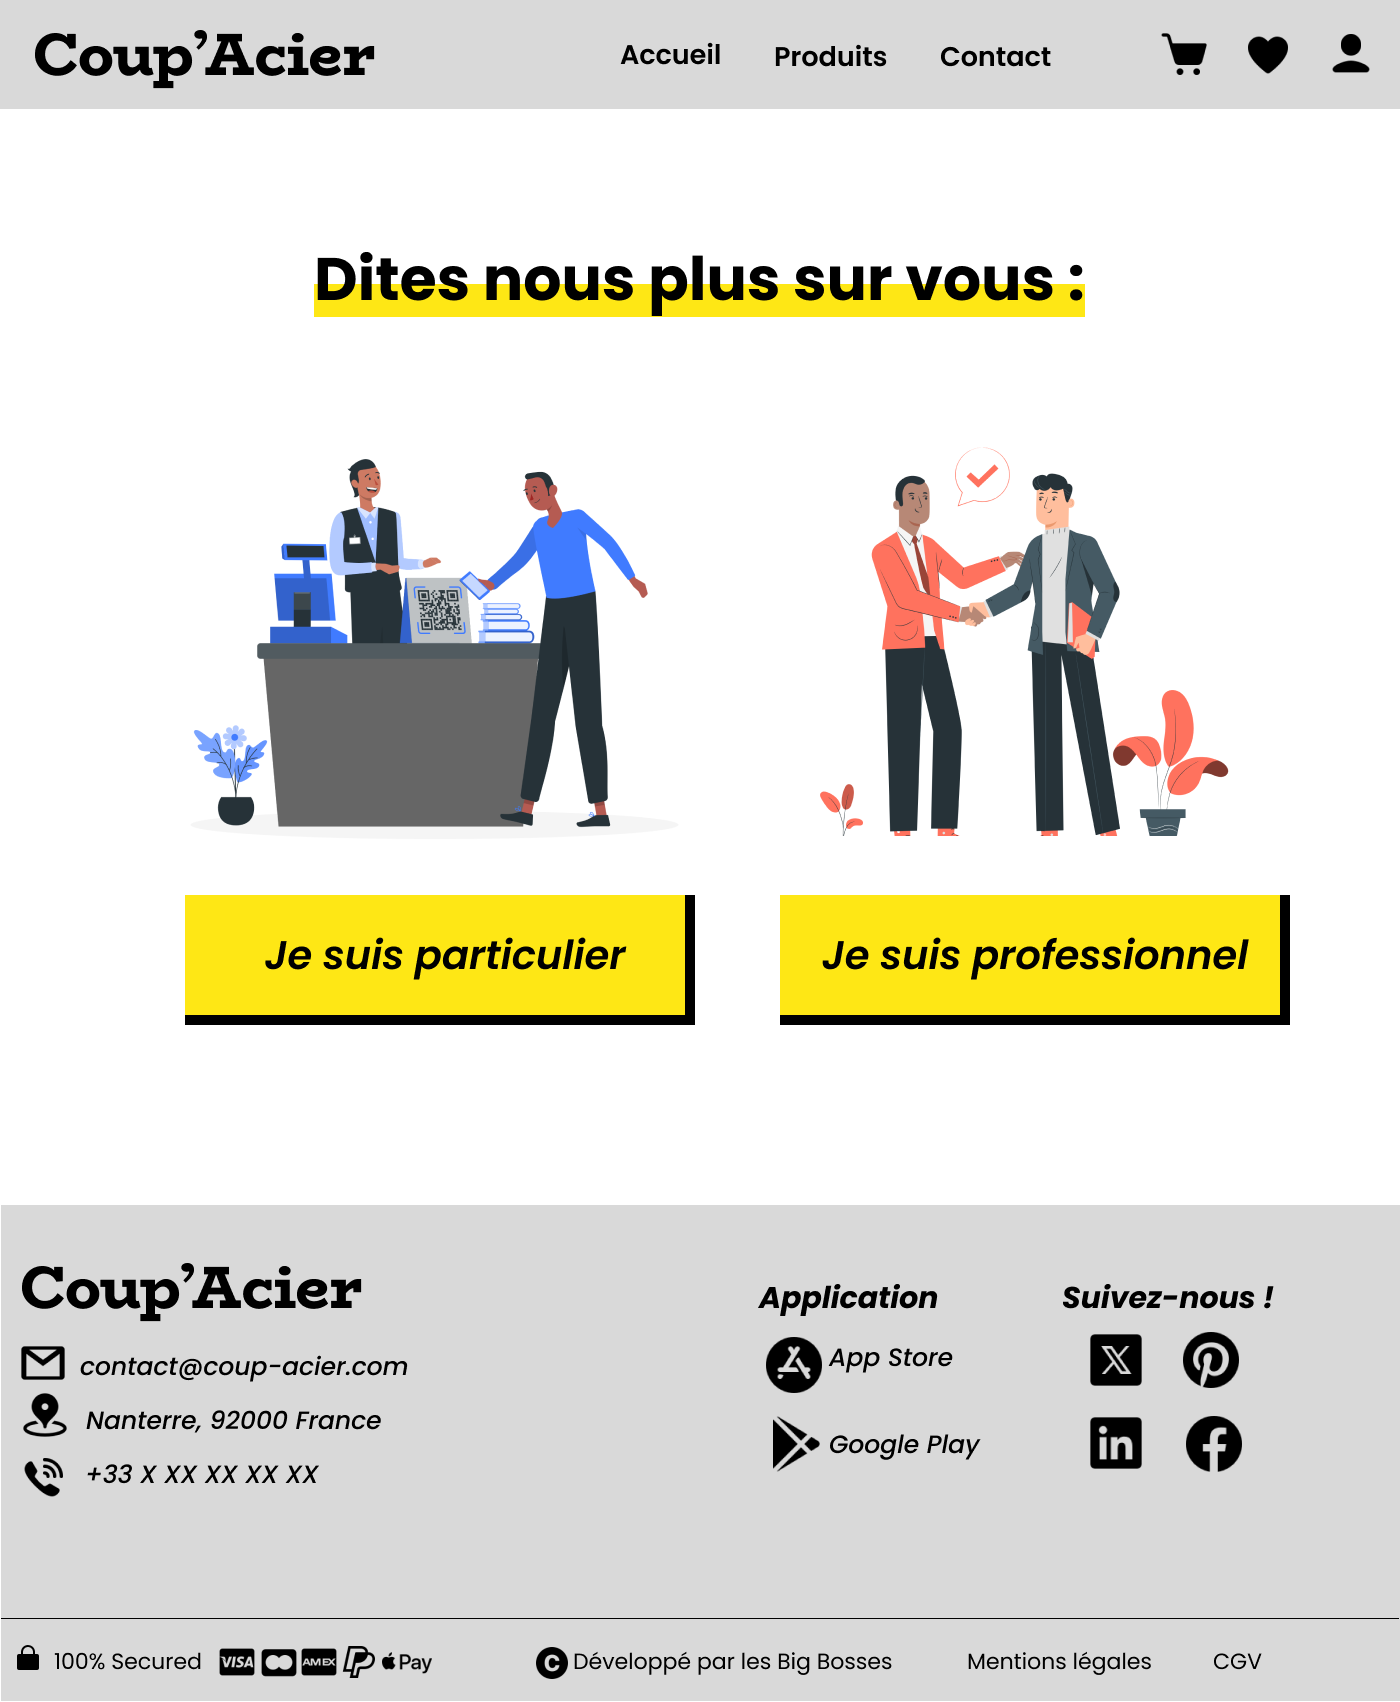 Coup’Acier
Accueil
Produits
Contact
Dites nous plus sur vous :
Je suis particulier
Je suis professionnel
Coup’Acier
contact@coup-acier.com
Nanterre, 92000 France
+33 X XX XX XX XX
Application
App Store
Google Play
Suivez-nous !
X
in
100% Secured
VISA
AMEX
Pay
C
Développé par les Big Bosses
Mentions légales
CGV